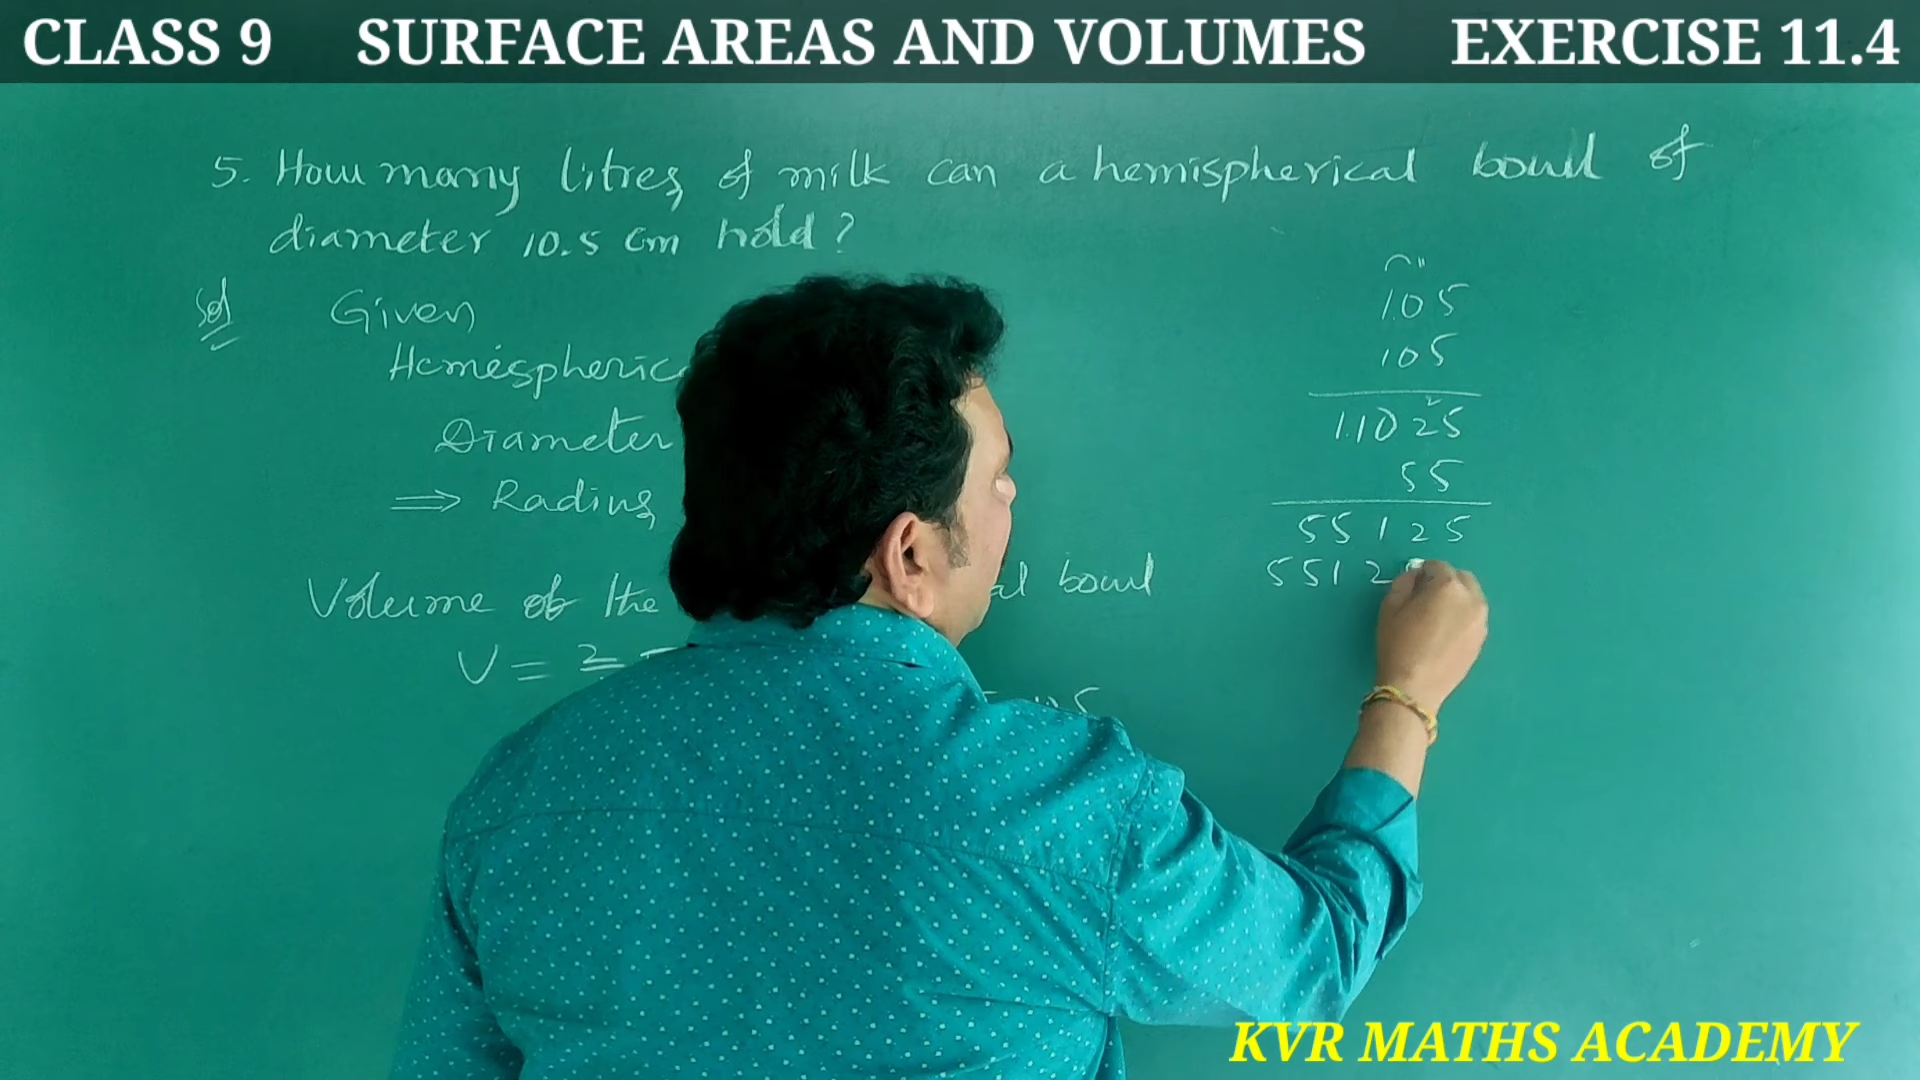 CLASS 9 SURFACE AREAS AND VOLUMES EXERCISE 11.4
5. How many litres of milk can a hemispherical bowl of
diameter 10.5 cm hold?
Sol Given
Hemispheric
Diameter
⇒ Radius
Volume of the al bowl
V = 2
105
105
11025
55
55125
5512
KVR MATHS ACADEMY